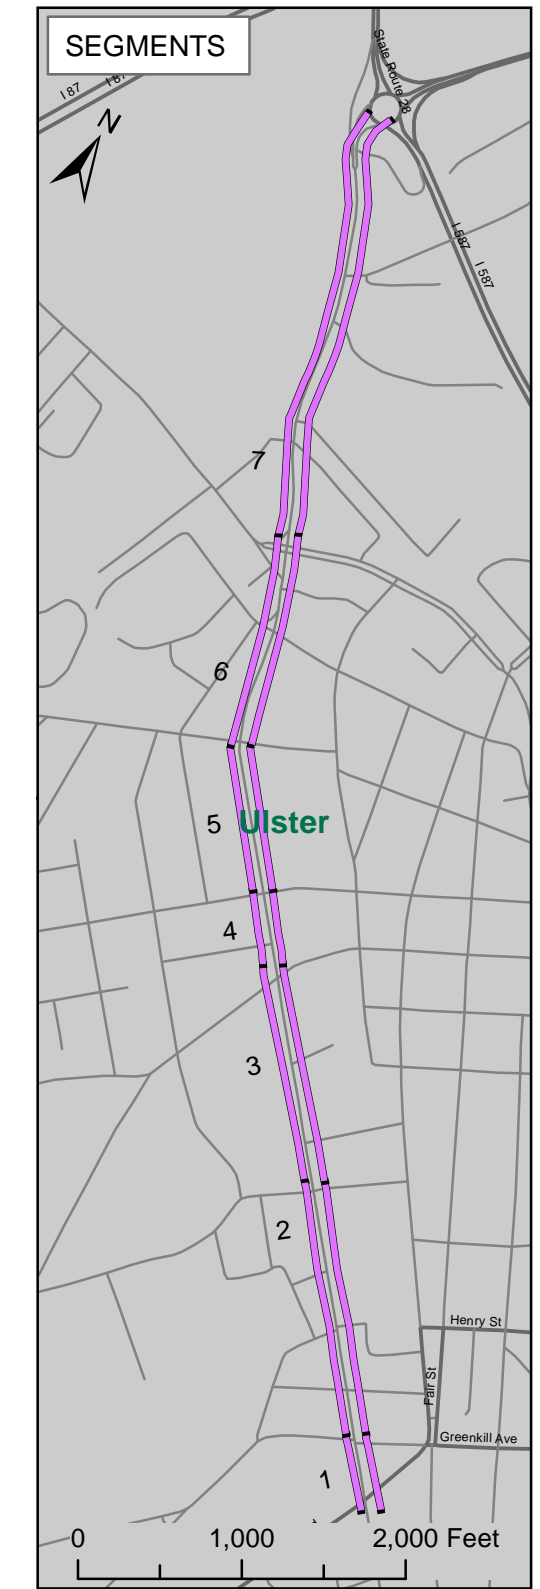 SEGMENTS
State Route 28
I 87
I 87
N
I 587
I 587
7
6
5
Ulster
4
3
2
Henry St
Fair St
Greenkill Ave
1
0 1,000 2,000 Feet